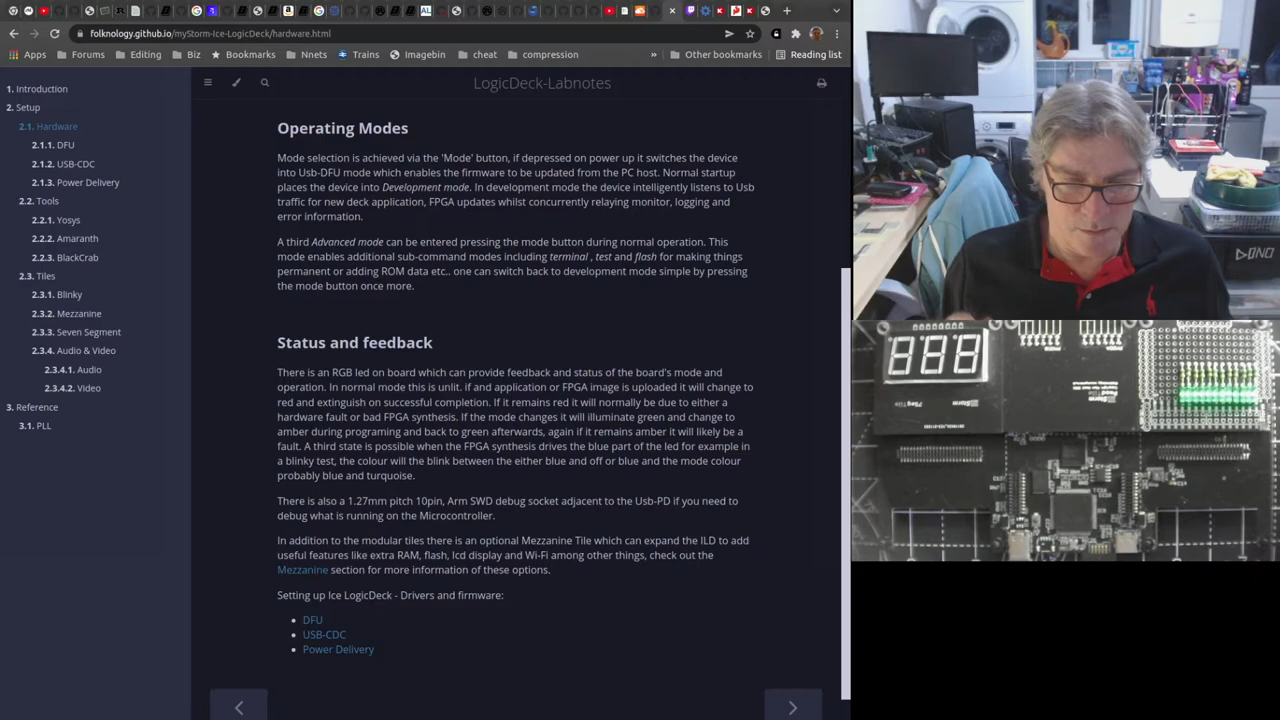 folknology.github.io/myStorm-Ice-LogicDeck/hardware.html
Apps
Forums
Editing
Biz
Bookmarks
Nnets
Trains
Imagebin
cheat
compression
»
Other bookmarks
Reading list
LogicDeck-Labnotes
1. Introduction
2. Setup
2.1. Hardware
2.1.1. DFU
2.1.2. USB-CDC
2.1.3. Power Delivery
2.2. Tools
2.2.1. Yosys
2.2.2. Amaranth
2.2.3. BlackCrab
2.3. Tiles
2.3.1. Blinky
2.3.2. Mezzanine
2.3.3. Seven Segment
2.3.4. Audio & Video
2.3.4.1. Audio
2.3.4.2. Video
3. Reference
3.1. PLL
Operating Modes
Mode selection is achieved via the 'Mode' button, if depressed on power up it switches the device
into Usb-DFU mode which enables the firmware to be updated from the PC host. Normal startup
places the device into Development mode. In development mode the device intelligently listens to Usb
traffic for new deck application, FPGA updates whilst concurrently relaying monitor, logging and
error information.
A third Advanced mode can be entered pressing the mode button during normal operation. This
mode enables additional sub-command modes including terminal , test and flash for making things
permanent or adding ROM data etc.. one can switch back to development mode simple by pressing
the mode button once more.
Status and feedback
There is an RGB led on board which can provide feedback and status of the board's mode and
operation. In normal mode this is unlit. if and application or FPGA image is uploaded it will change to
red and extinguish on successful completion. If it remains red it will normally be due to either a
hardware fault or bad FPGA synthesis. If the mode changes it will illuminate green and change to
amber during programing and back to green afterwards, again if it remains amber it will likely be a
fault. A third state is possible when the FPGA synthesis drives the blue part of the led for example in
a blinky test, the colour will the blink between the either blue and off or blue and the mode colour
probably blue and turquoise.
There is also a 1.27mm pitch 10pin, Arm SWD debug socket adjacent to the Usb-PD if you need to
debug what is running on the Microcontroller.
In addition to the modular tiles there is an optional Mezzanine Tile which can expand the ILD to add
useful features like extra RAM, flash, lcd display and Wi-Fi among other things, check out the
Mezzanine section for more information of these options.
Setting up Ice LogicDeck - Drivers and firmware:
DFU
USB-CDC
Power Delivery
888